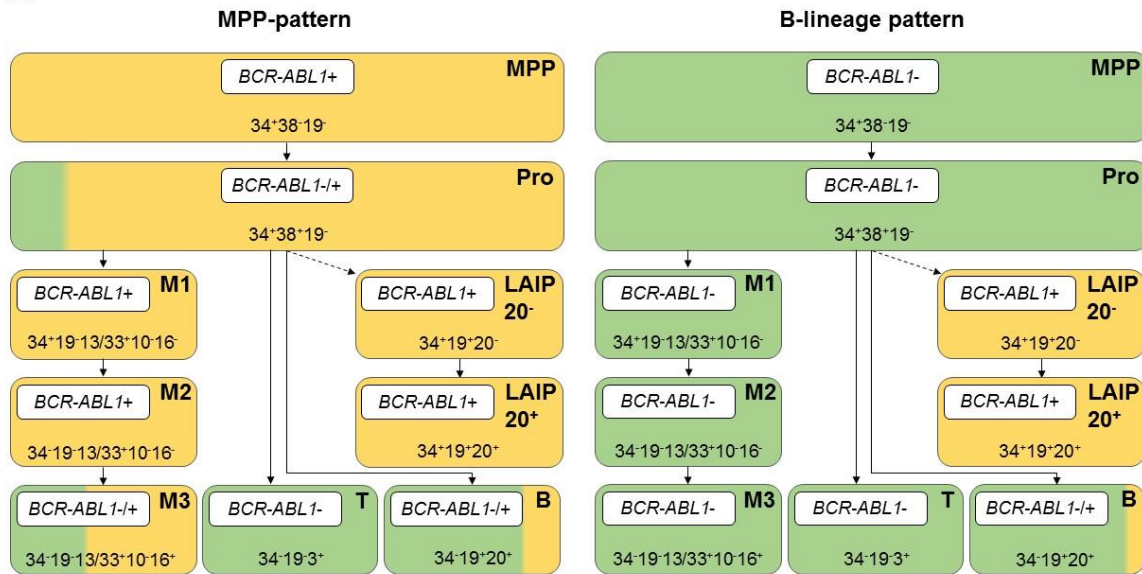 MPP-pattern
BCR-ABL1+ MPP
34⁺38⁻19⁻
BCR-ABL1-/+ Pro
34⁺38⁺19⁻
BCR-ABL1+ M1
34⁺19⁻13/33⁺10⁻16⁻
BCR-ABL1+ M2
34⁻19⁻13/33⁺10⁻16⁻
BCR-ABL1-/+ M3
34⁻19⁻13/33⁺10⁻16⁺
BCR-ABL1+ LAIP
20⁻
34⁺19⁺20⁻
BCR-ABL1+ LAIP
20⁺
34⁺19⁺20⁺
BCR-ABL1- T
34⁻19⁻3⁺
BCR-ABL1-/+ B
34⁻19⁺20⁺
B-lineage pattern
BCR-ABL1- MPP
34⁺38⁻19⁻
BCR-ABL1- Pro
34⁺38⁺19⁻
BCR-ABL1- M1
34⁺19⁻13/33⁺10⁻16⁻
BCR-ABL1- M2
34⁻19⁻13/33⁺10⁻16⁻
BCR-ABL1- M3
34⁻19⁻13/33⁺10⁻16⁺
BCR-ABL1+ LAIP
20⁻
34⁺19⁺20⁻
BCR-ABL1+ LAIP
20⁺
34⁺19⁺20⁺
BCR-ABL1- T
34⁻19⁻3⁺
BCR-ABL1-/+ B
34⁻19⁺20⁺